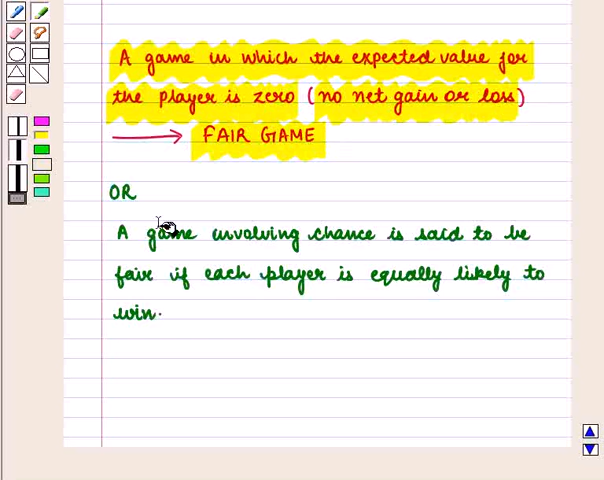 A game in which the expected value for
the player is zero (no net gain or loss)
FAIR GAME
OR
A game involving chance is said to be
fair if each player is equally likely to
win.